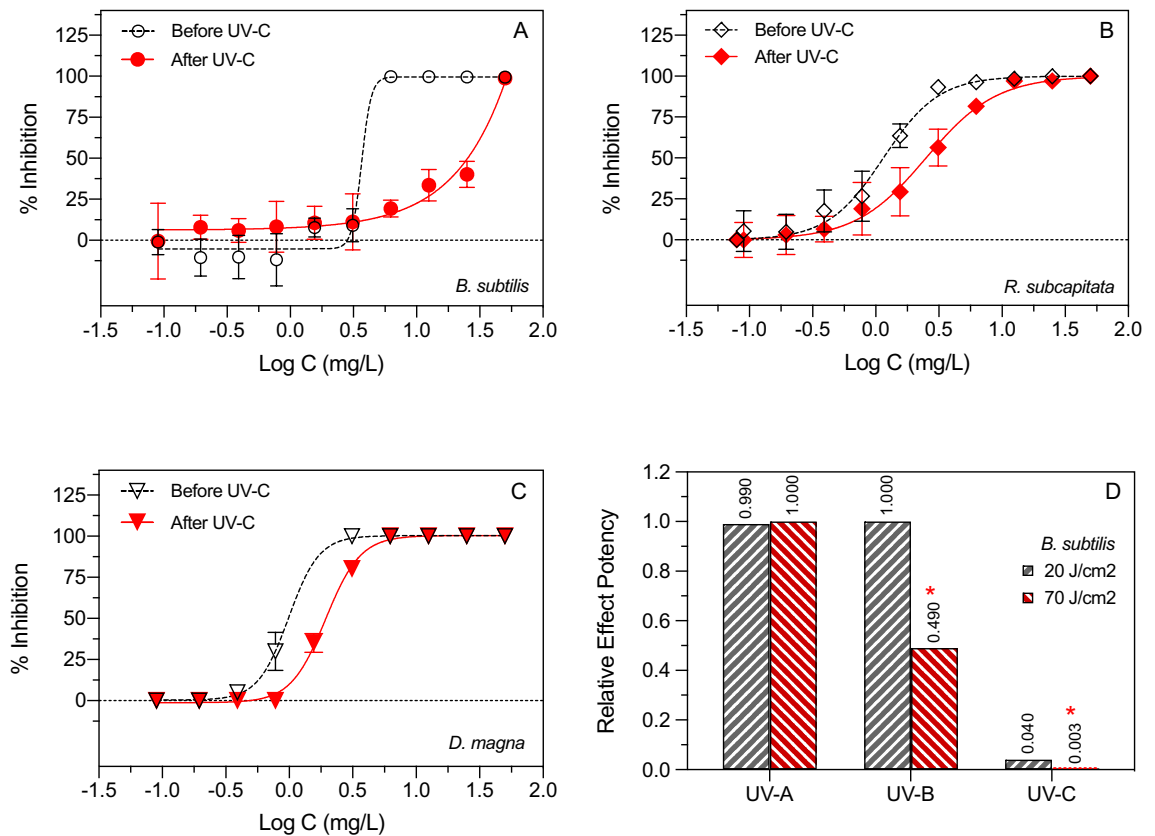 A
Before UV-C
After UV-C
125
100
75
50
25
0
% Inhibition
B. subtilis
-1.5 -1.0 -0.5 0.0 0.5 1.0 1.5 2.0
Log C (mg/L)
B
Before UV-C
After UV-C
125
100
75
50
25
0
% Inhibition
R. subcapitata
-1.5 -1.0 -0.5 0.0 0.5 1.0 1.5 2.0
Log C (mg/L)
C
Before UV-C
After UV-C
125
100
75
50
25
0
% Inhibition
D. magna
-1.5 -1.0 -0.5 0.0 0.5 1.0 1.5 2.0
Log C (mg/L)
D
1.2
1.0
0.8
0.6
0.4
0.2
0.0
Relative Effect Potency
B. subtilis
20 J/cm2
70 J/cm2
0.990
1.000
1.000
*
0.490
0.040
*
0.003
UV-A UV-B UV-C